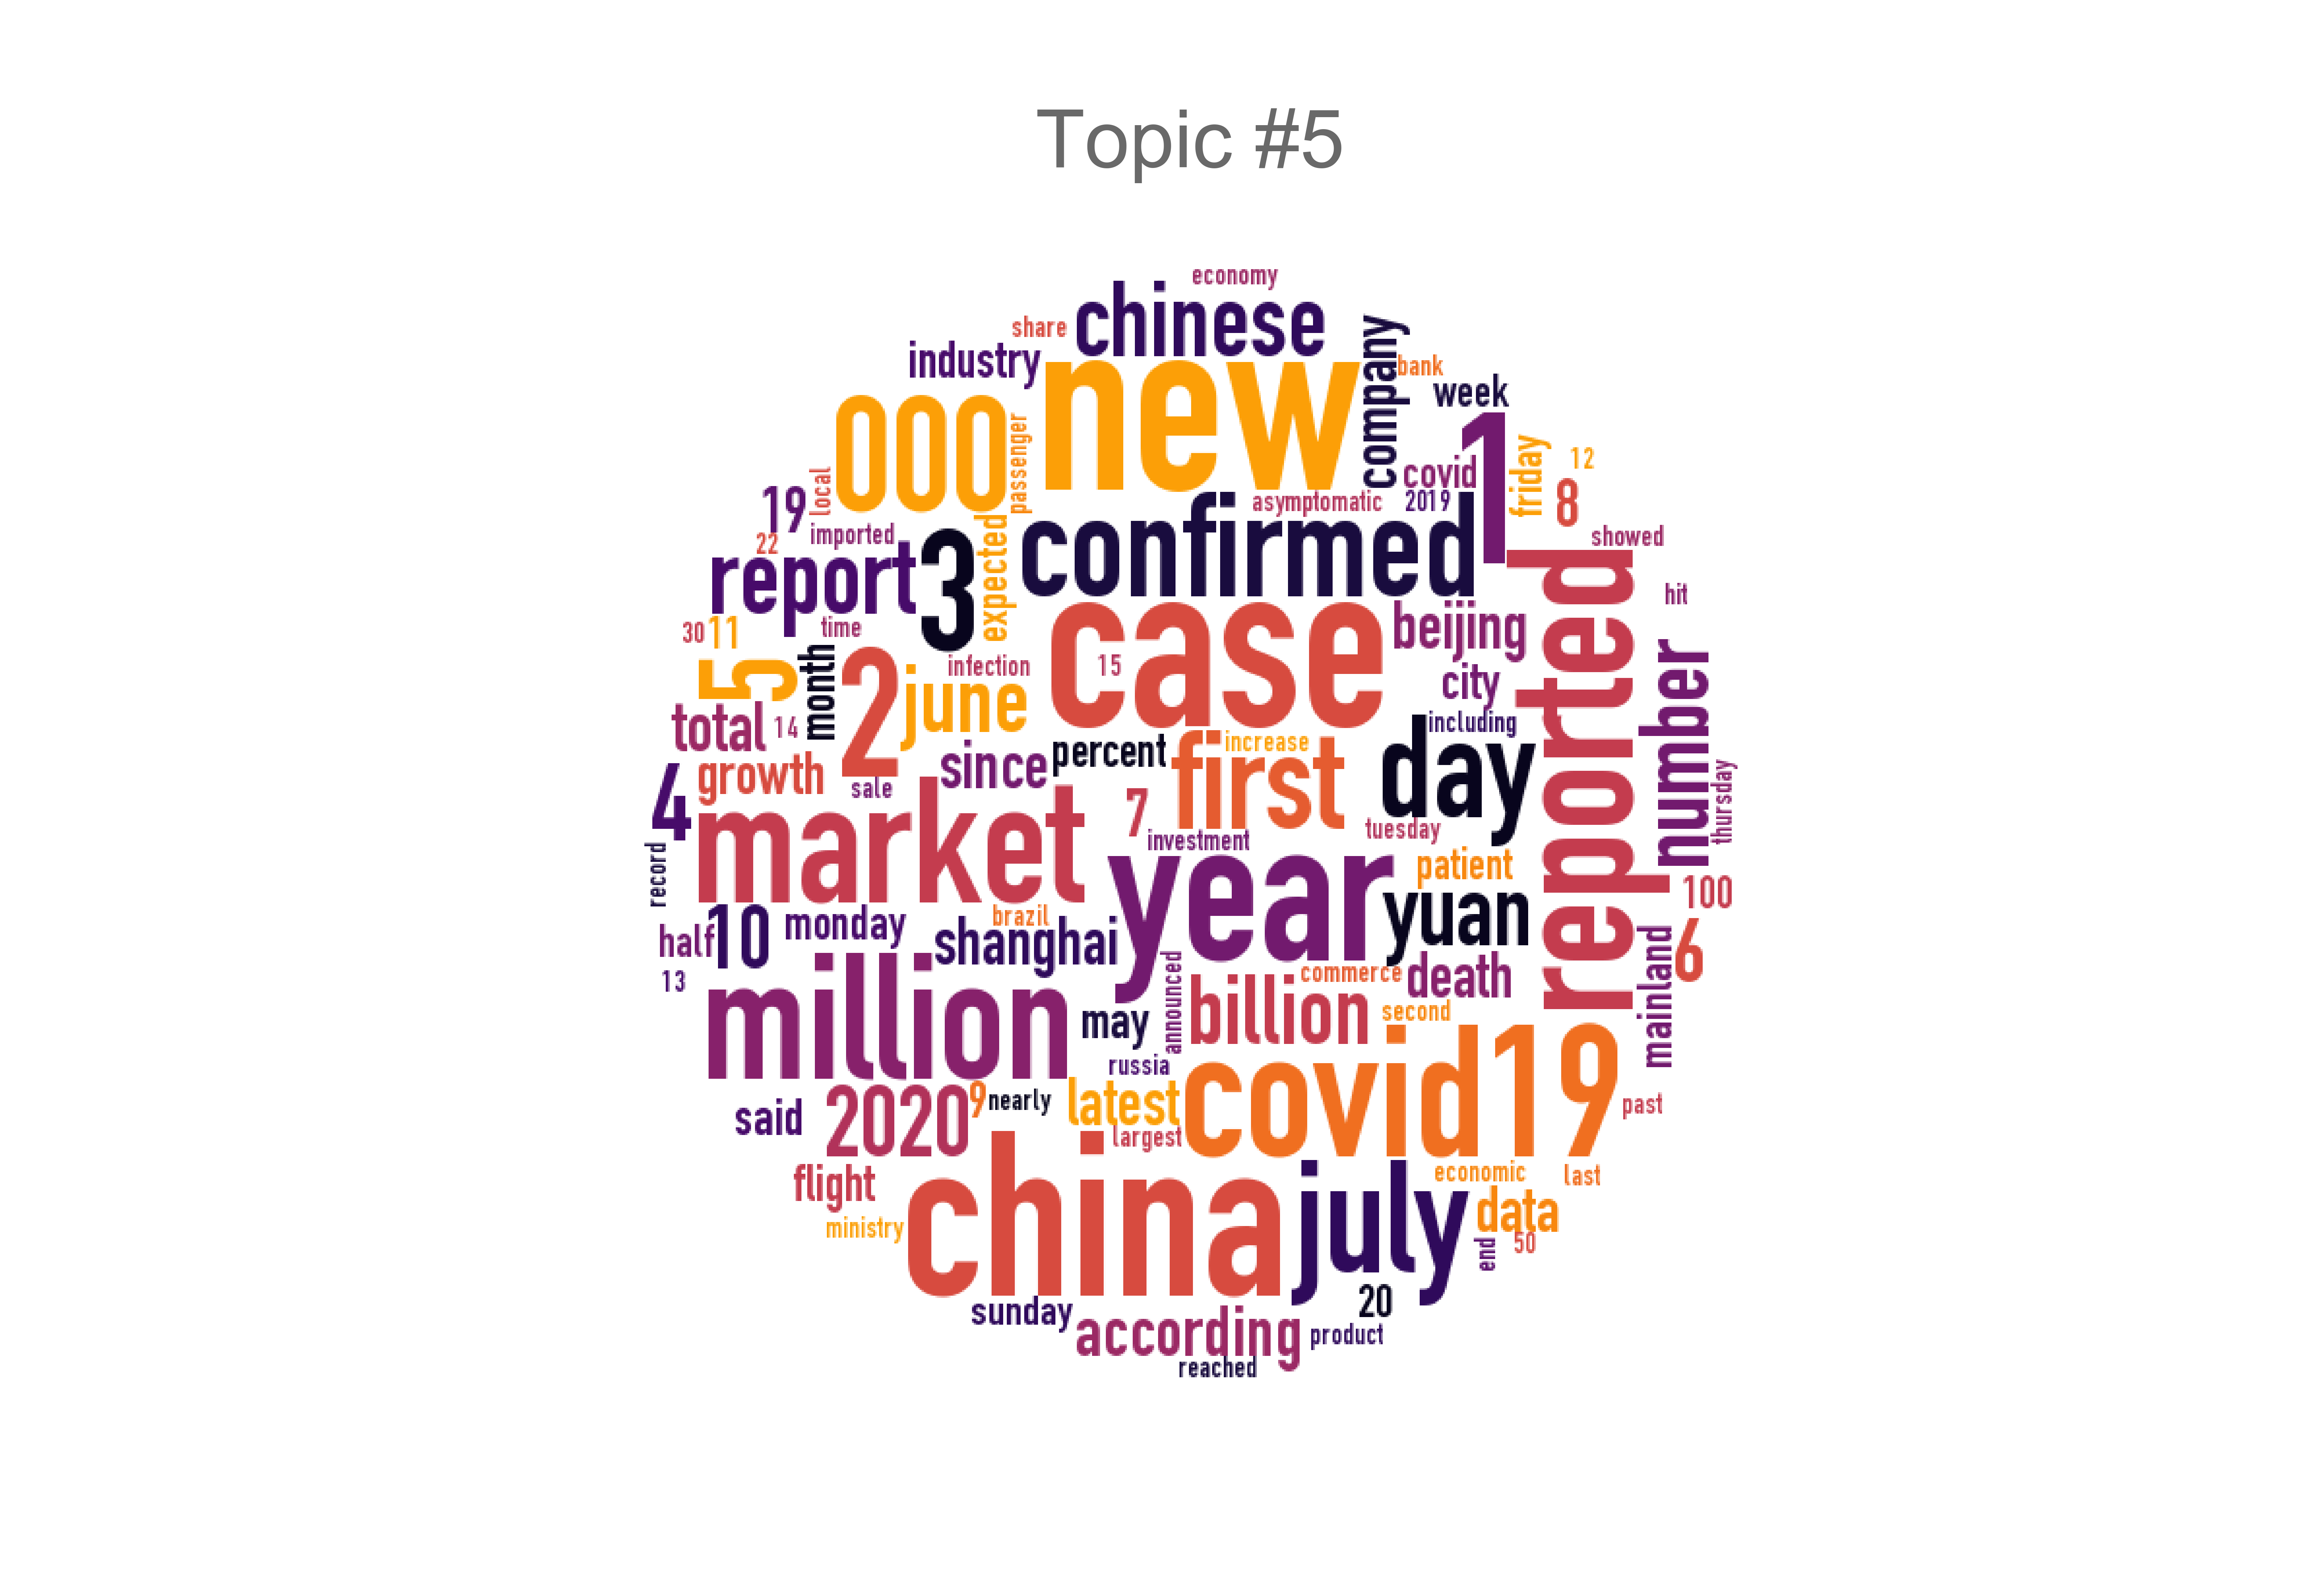 Topic #5
economy
share
chinese
industry
new
company
bank
week
000
passenger
1
friday
12
covid
8
local
19
asymptomatic
2019
confirmed
showed
imported
22
report
3
expected
reported
hit
case
beijing
30
11
time
number
5
month
2
infection
15
june
city
total
14
including
day
since
percent
increase
first
growth
4
sale
thursday
market
7
tuesday
investment
year
record
patient
yuan
100
half
10
monday
brazil
shanghai
mainland
6
13
million
announced
commerce
death
billion
may
second
russia
covid19
said
2020
9
nearly
latest
past
largest
china
july
flight
economic
last
ministry
data
end
50
20
sunday
according
product
reached